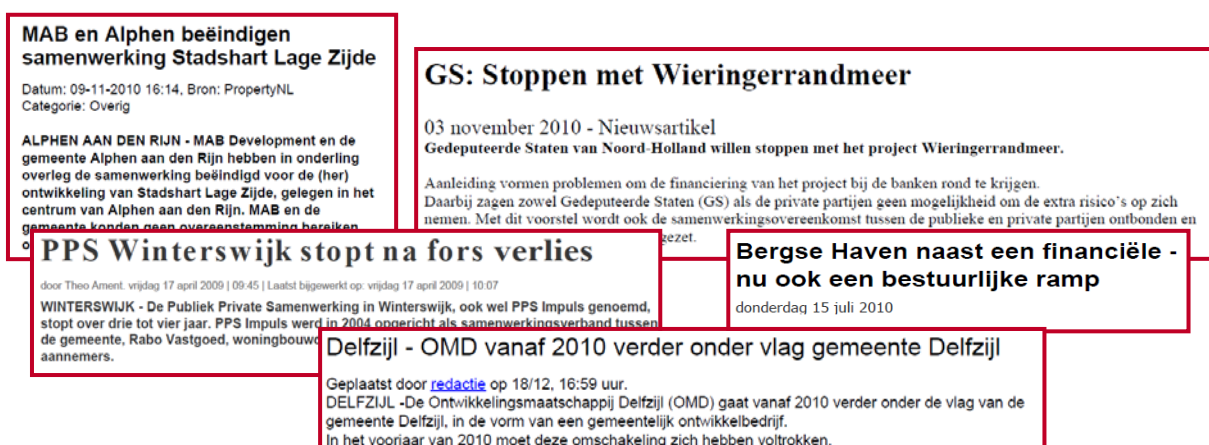 MAB en Alphen beëindigen
samenwerking Stadshart Lage Zijde
Datum: 09-11-2010 16:14, Bron: PropertyNL
Categorie: Overig
ALPHEN AAN DEN RIJN - MAB Development en de
gemeente Alphen aan den Rijn hebben in onderling
overleg de samenwerking beëindigd voor de (her)
ontwikkeling van Stadshart Lage Zijde, gelegen in het
centrum van Alphen aan den Rijn. MAB en de
gemeente konden geen overeenstemming bereiken
GS: Stoppen met Wieringerrandmeer
03 november 2010 - Nieuwsartikel
Gedeputeerde Staten van Noord-Holland willen stoppen met het project Wieringerrandmeer.
Aanleiding vormen problemen om de financiering van het project bij de banken rond te krijgen.
Daarbij zagen zowel Gedeputeerde Staten (GS) als de private partijen geen mogelijkheid om de extra risico's op zich
nemen. Met dit voorstel wordt ook de samenwerkingsovereenkomst tussen de publieke en private partijen ontbonden en
gezet.
PPS Winterswijk stopt na fors verlies
door Theo Ament. vrijdag 17 april 2009 | 09:45 | Laatst bijgewerkt op: vrijdag 17 april 2009 | 10:07
WINTERSWIJK - De Publiek Private Samenwerking in Winterswijk, ook wel PPS Impuls genoemd,
stopt over drie tot vier jaar. PPS Impuls werd in 2004 opgericht als samenwerkingsverband tussen
de gemeente, Rabo Vastgoed,
aannemers.
Bergse Haven naast een financiële -
nu ook een bestuurlijke ramp
donderdag 15 juli 2010
Delfzijl - OMD vanaf 2010 verder onder vlag gemeente Delfzijl
Geplaatst door redactie op 18/12, 16:59 uur.
DELFZIJL -De Ontwikkelingsmaatschappij Delfzijl (OMD) gaat vanaf 2010 verder onder de vlag van de
gemeente Delfzijl, in de vorm van een gemeentelijk ontwikkelbedrijf.
In het voorjaar van 2010 moet deze omschakeling zich hebben voltrokken.